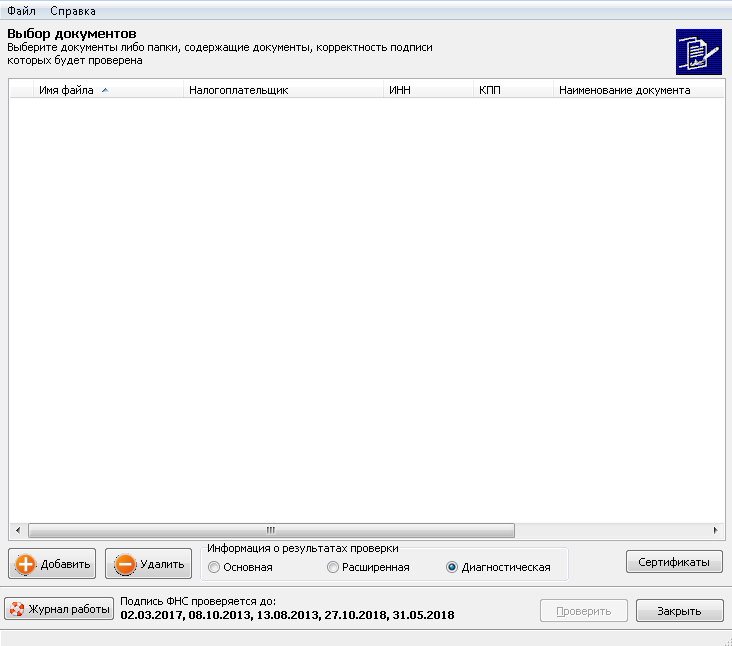 Файл Справка
Выбор документов
Выберите документы либо папки, содержащие документы, корректность подписи
которых будет проверена
Имя файла Налогоплательщик ИНН КПП Наименование документа
Добавить Удалить
Информация о результатах проверки
Основная Расширенная Диагностическая
Сертификаты
Журнал работы
Подпись ФНС проверяется до:
02.03.2017, 08.10.2013, 13.08.2013, 27.10.2018, 31.05.2018
Проверить Закрыть